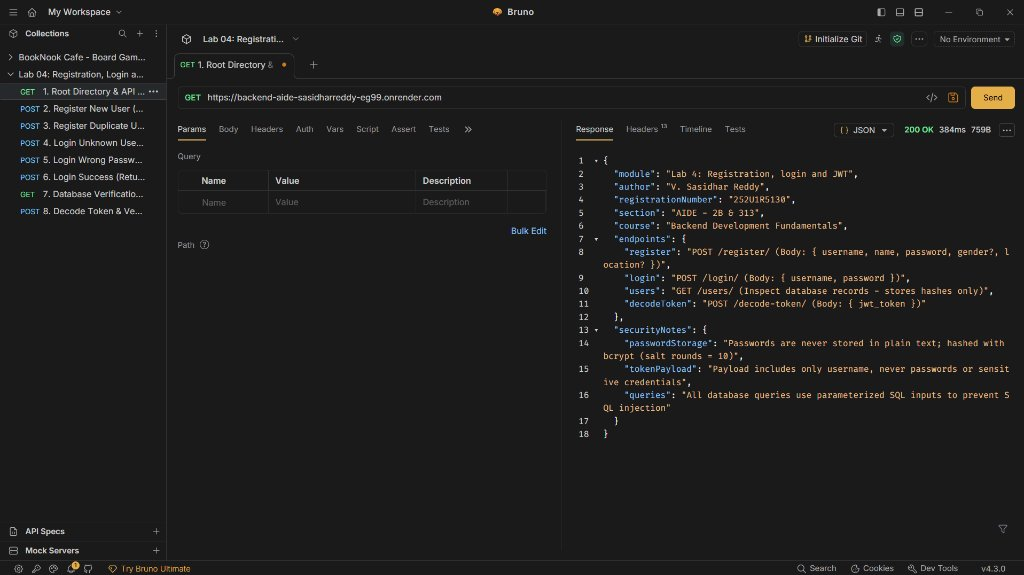 My Workspace
Bruno
Collections
BookNook Cafe - Board Gam...
Lab 04: Registration, Login a...
GET 1. Root Directory & API ...
POST 2. Register New User (...
POST 3. Register Duplicate U...
POST 4. Login Unknown Use...
POST 5. Login Wrong Passw...
POST 6. Login Success (Retu...
GET 7. Database Verificatio...
POST 8. Decode Token & Ve...
API Specs
Mock Servers
Lab 04: Registrati...
Initialize Git
No Environment
GET 1. Root Directory &
GET https://backend-aide-sasidharreddy-eg99.onrender.com
Send
Params Body Headers Auth Vars Script Assert Tests
Query
Name Value Description
Name Value Description
Bulk Edit
Path
Response Headers 13 Timeline Tests
{ } JSON 200 OK 384ms 759B
1 {
2 "module": "Lab 4: Registration, login and JWT",
3 "author": "V. Sasidhar Reddy",
4 "registrationNumber": "252U1R5130",
5 "section": "AIDE - 2B & 313",
6 "course": "Backend Development Fundamentals",
7 "endpoints": {
8 "register": "POST /register/ (Body: { username, name, password, gender?, l
ocation? })",
9 "login": "POST /login/ (Body: { username, password })",
10 "users": "GET /users/ (Inspect database records - stores hashes only)",
11 "decodeToken": "POST /decode-token/ (Body: { jwt_token })"
12 },
13 "securityNotes": {
14 "passwordStorage": "Passwords are never stored in plain text; hashed with
bcrypt (salt rounds = 10)",
15 "tokenPayload": "Payload includes only username, never passwords or sensit
ive credentials",
16 "queries": "All database queries use parameterized SQL inputs to prevent S
QL injection"
17 }
18 }
1
Try Bruno Ultimate
Search
Cookies
Dev Tools
v4.3.0